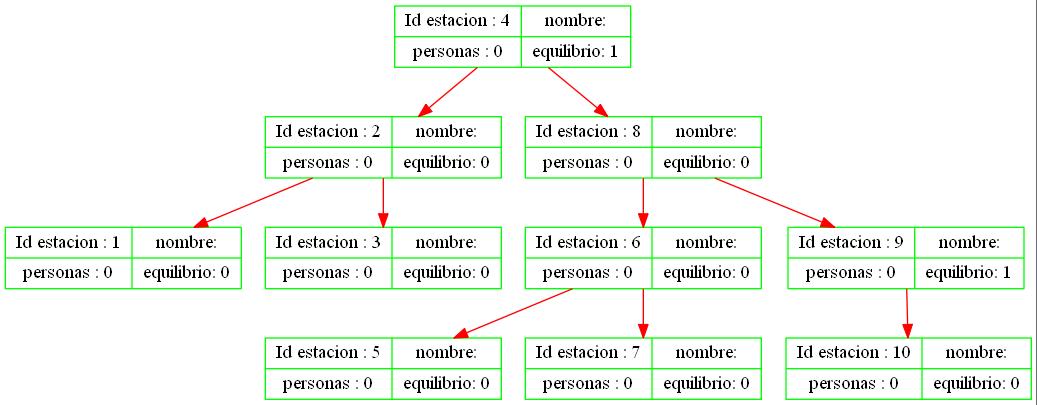 Id estacion : 4 nombre:
personas : 0 equilibrio: 1
Id estacion : 2 nombre:
personas : 0 equilibrio: 0
Id estacion : 8 nombre:
personas : 0 equilibrio: 0
Id estacion : 1 nombre:
personas : 0 equilibrio: 0
Id estacion : 3 nombre:
personas : 0 equilibrio: 0
Id estacion : 6 nombre:
personas : 0 equilibrio: 0
Id estacion : 9 nombre:
personas : 0 equilibrio: 1
Id estacion : 5 nombre:
personas : 0 equilibrio: 0
Id estacion : 7 nombre:
personas : 0 equilibrio: 0
Id estacion : 10 nombre:
personas : 0 equilibrio: 0